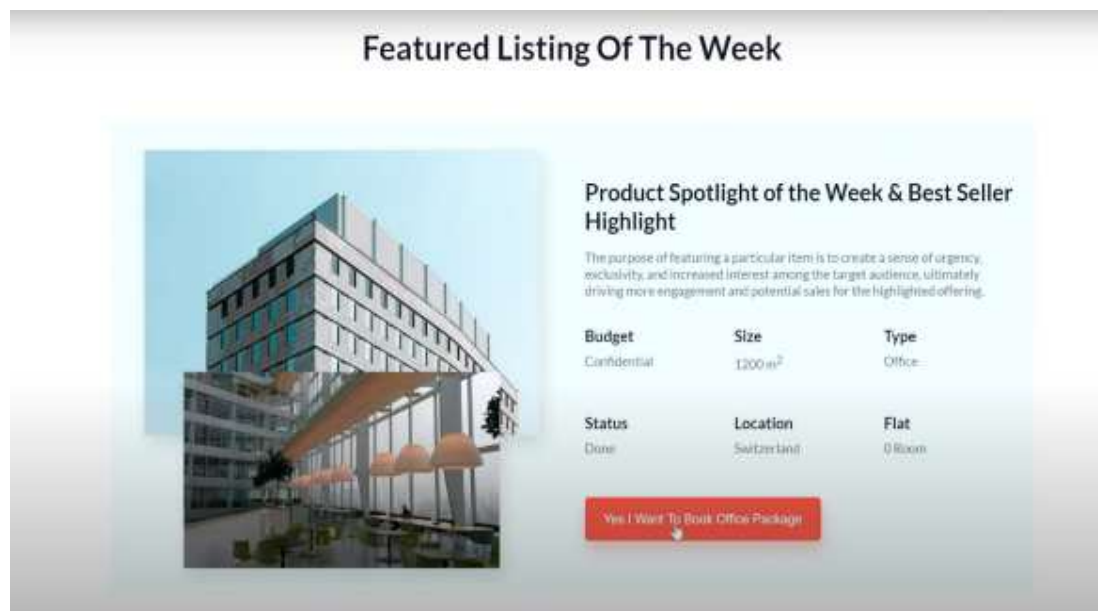 Featured Listing Of The Week
Product Spotlight of the Week & Best Seller
Highlight
The purpose of featuring a particular item is to create a sense of urgency,
exclusivity, and increased interest among the target audience, ultimately
driving more engagement and potential sales for the highlighted offering.
Budget Size Type
Confidential 1200 m² Office
Status Location Flat
Done Switzerland 0 Room
Yes I Want To Book Office Package